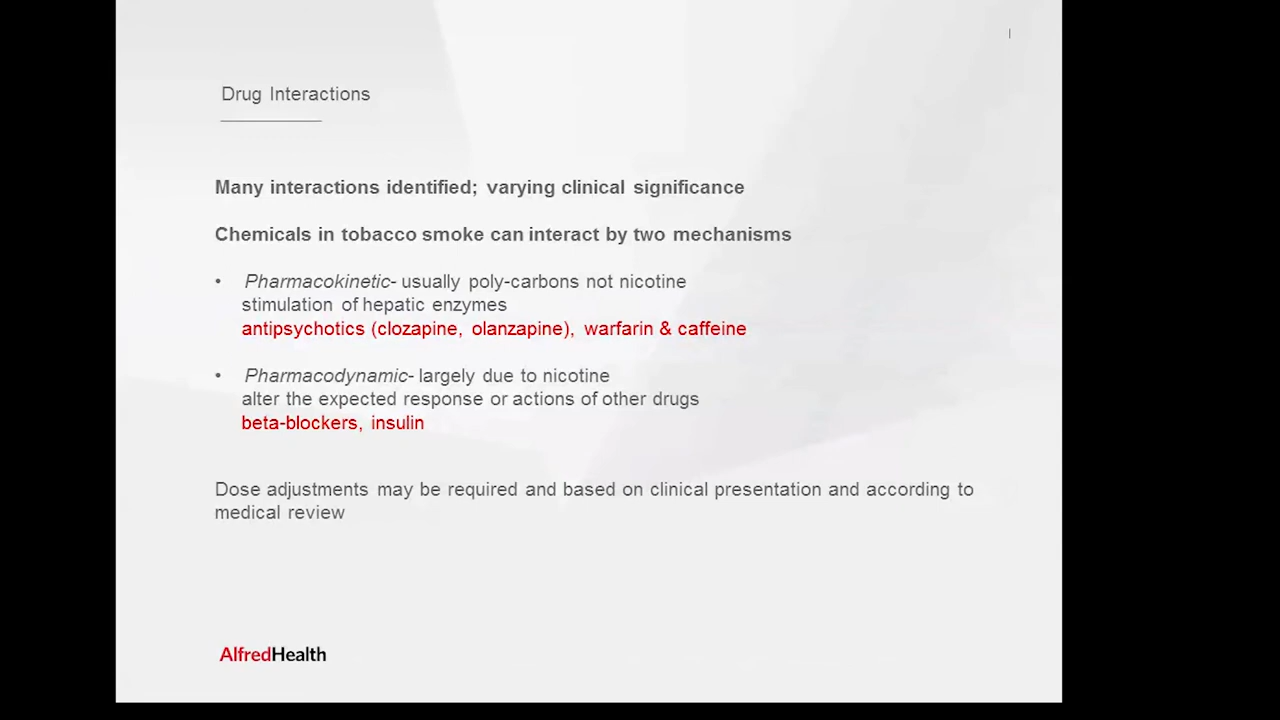 Drug Interactions
Many interactions identified; varying clinical significance
Chemicals in tobacco smoke can interact by two mechanisms
• Pharmacokinetic- usually poly-carbons not nicotine
stimulation of hepatic enzymes
antipsychotics (clozapine, olanzapine), warfarin & caffeine
• Pharmacodynamic- largely due to nicotine
alter the expected response or actions of other drugs
beta-blockers, insulin
Dose adjustments may be required and based on clinical presentation and according to
medical review
AlfredHealth